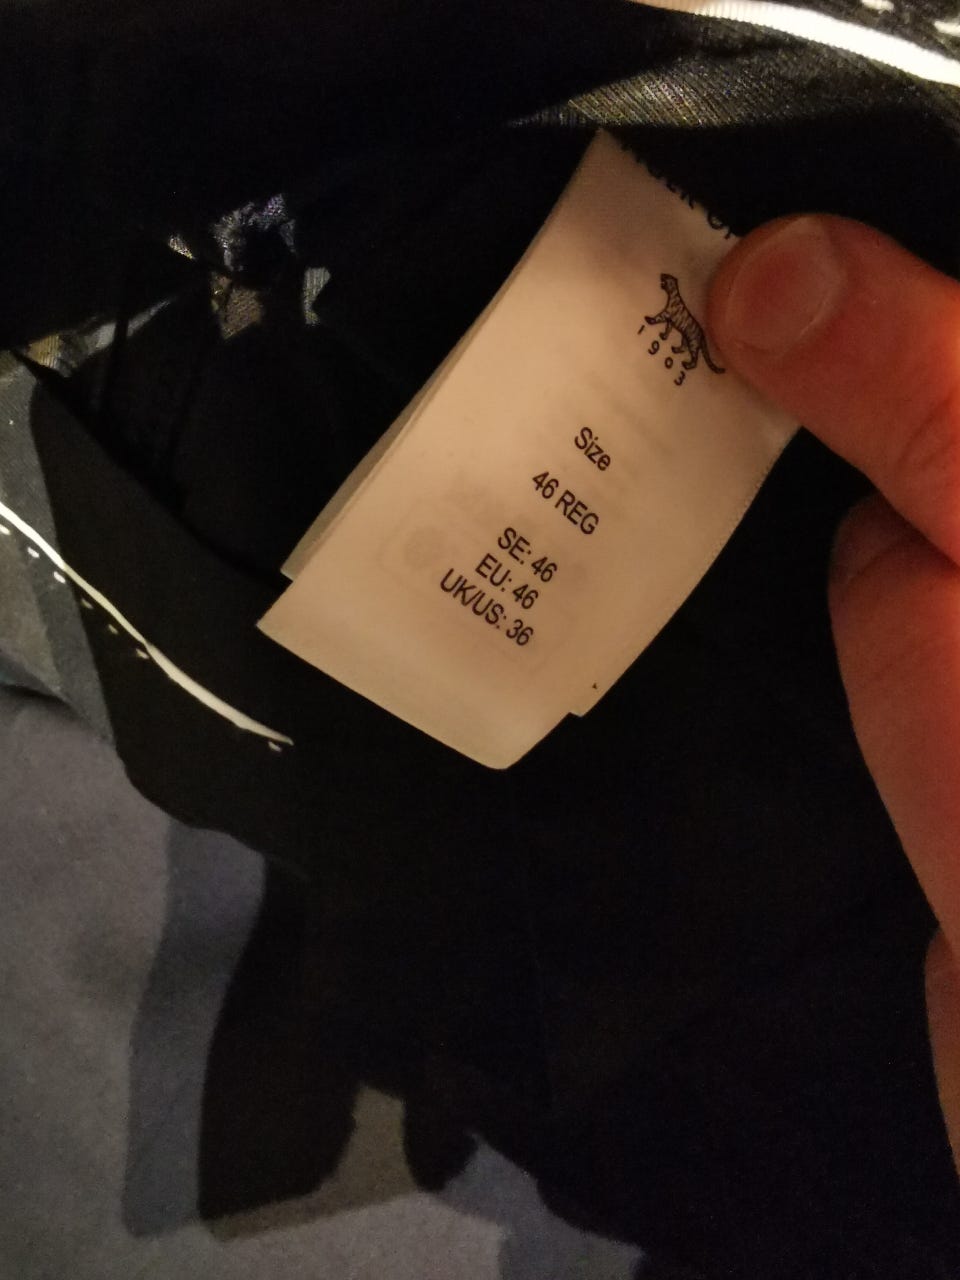 1903
Size
46 REG
SE: 46
EU: 46
UK/US: 36